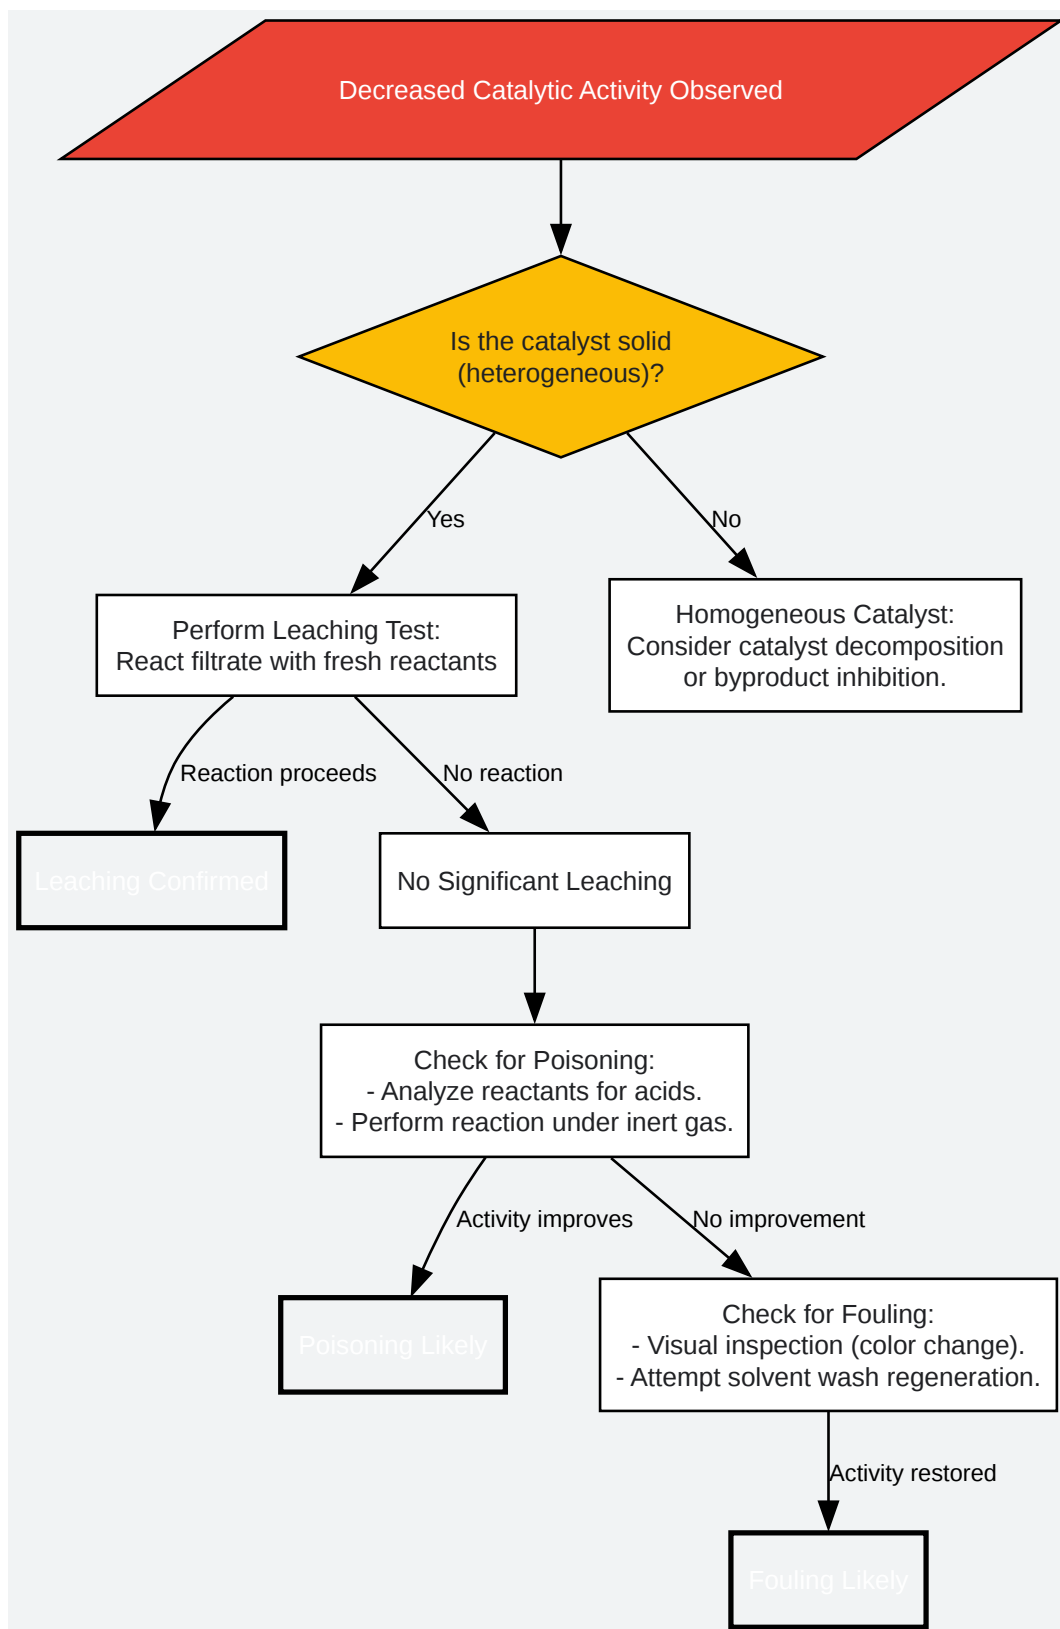 Decreased Catalytic Activity Observed
Is the catalyst solid
(heterogeneous)?
Yes
No
Perform Leaching Test:
React filtrate with fresh reactants
Homogeneous Catalyst:
Consider catalyst decomposition
or byproduct inhibition.
Reaction proceeds
No reaction
Leaching Confirmed
No Significant Leaching
Check for Poisoning:
- Analyze reactants for acids.
- Perform reaction under inert gas.
Activity improves
No improvement
Poisoning Likely
Check for Fouling:
- Visual inspection (color change).
- Attempt solvent wash regeneration.
Activity restored
Fouling Likely